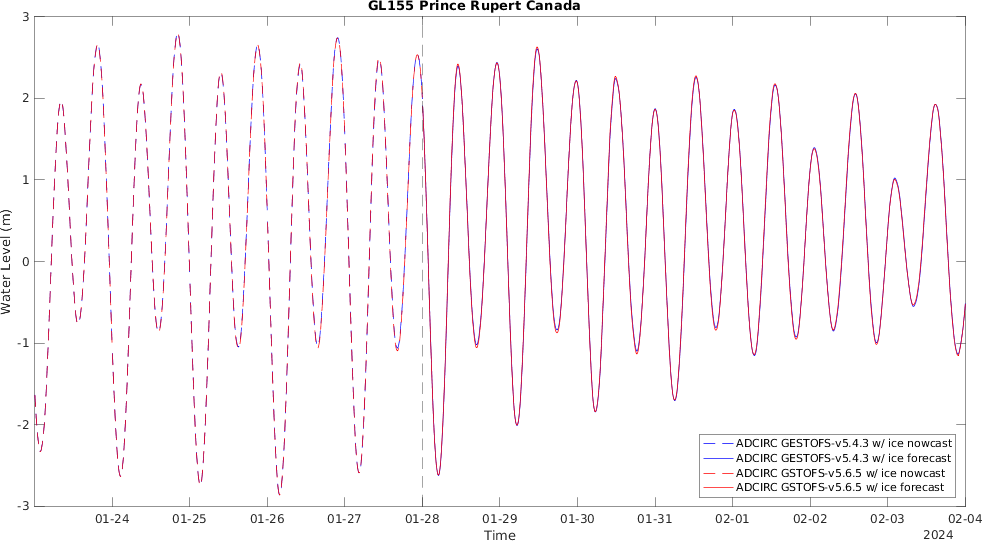 GL155 Prince Rupert Canada
3
2
1
0
-1
-2
-3
Water Level (m)
ADCIRC GESTOFS-v5.4.3 w/ ice nowcast
ADCIRC GESTOFS-v5.4.3 w/ ice forecast
ADCIRC GSTOFS-v5.6.5 w/ ice nowcast
ADCIRC GSTOFS-v5.6.5 w/ ice forecast
01-24 01-25 01-26 01-27 01-28 01-29 01-30 01-31 02-01 02-02 02-03 02-04
Time
2024